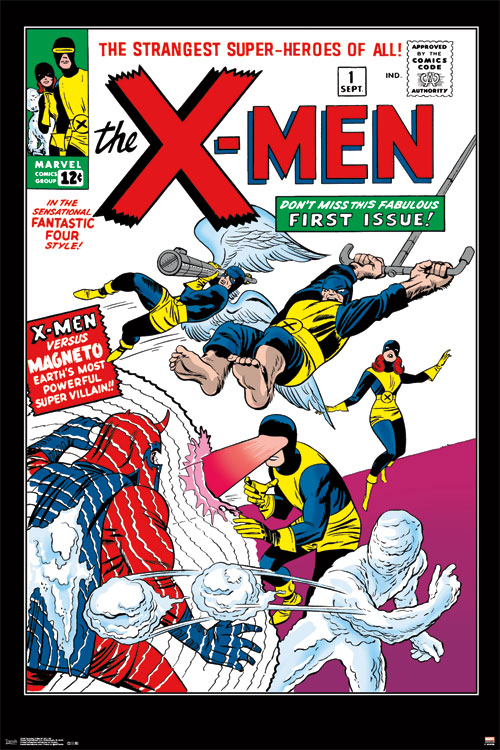 THE STRANGEST SUPER-HEROES OF ALL!
APPROVED
BY THE
COMICS
CODE
AUTHORITY
MARVEL
COMICS
GROUP
12¢
1
SEPT.
IND.
the X-MEN
IN THE
SENSATIONAL
FANTASTIC
FOUR
STYLE!
DON'T MISS THIS FABULOUS
FIRST ISSUE!
X-MEN
VERSUS
MAGNETO
EARTH'S MOST
POWERFUL
SUPER VILLAIN!!